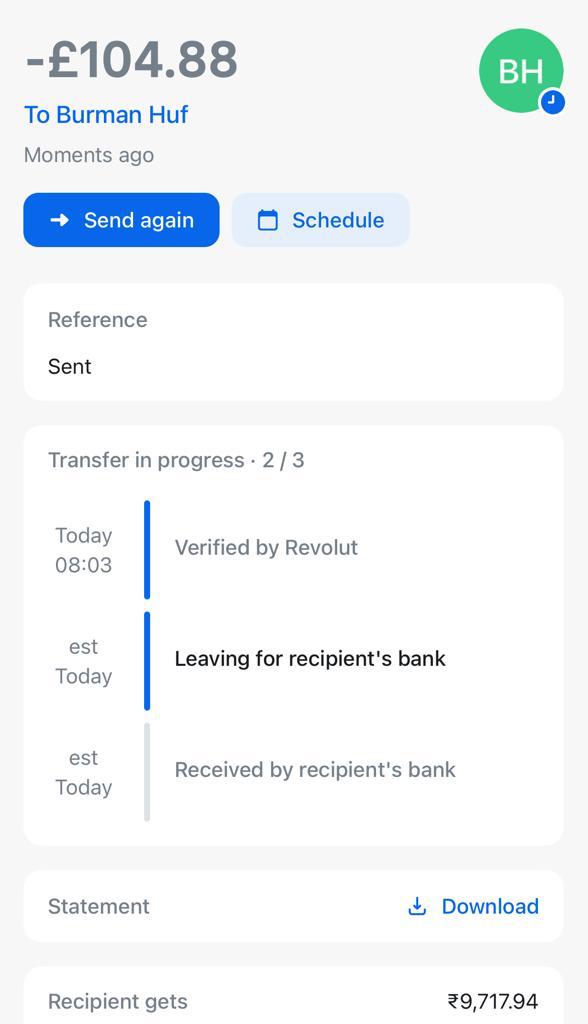 -£104.88
BH
To Burman Huf
Moments ago
Send again
Schedule
Reference
Sent
Transfer in progress · 2 / 3
Today
08:03
Verified by Revolut
est
Today
Leaving for recipient's bank
est
Today
Received by recipient's bank
Statement
Download
Recipient gets
₹9,717.94